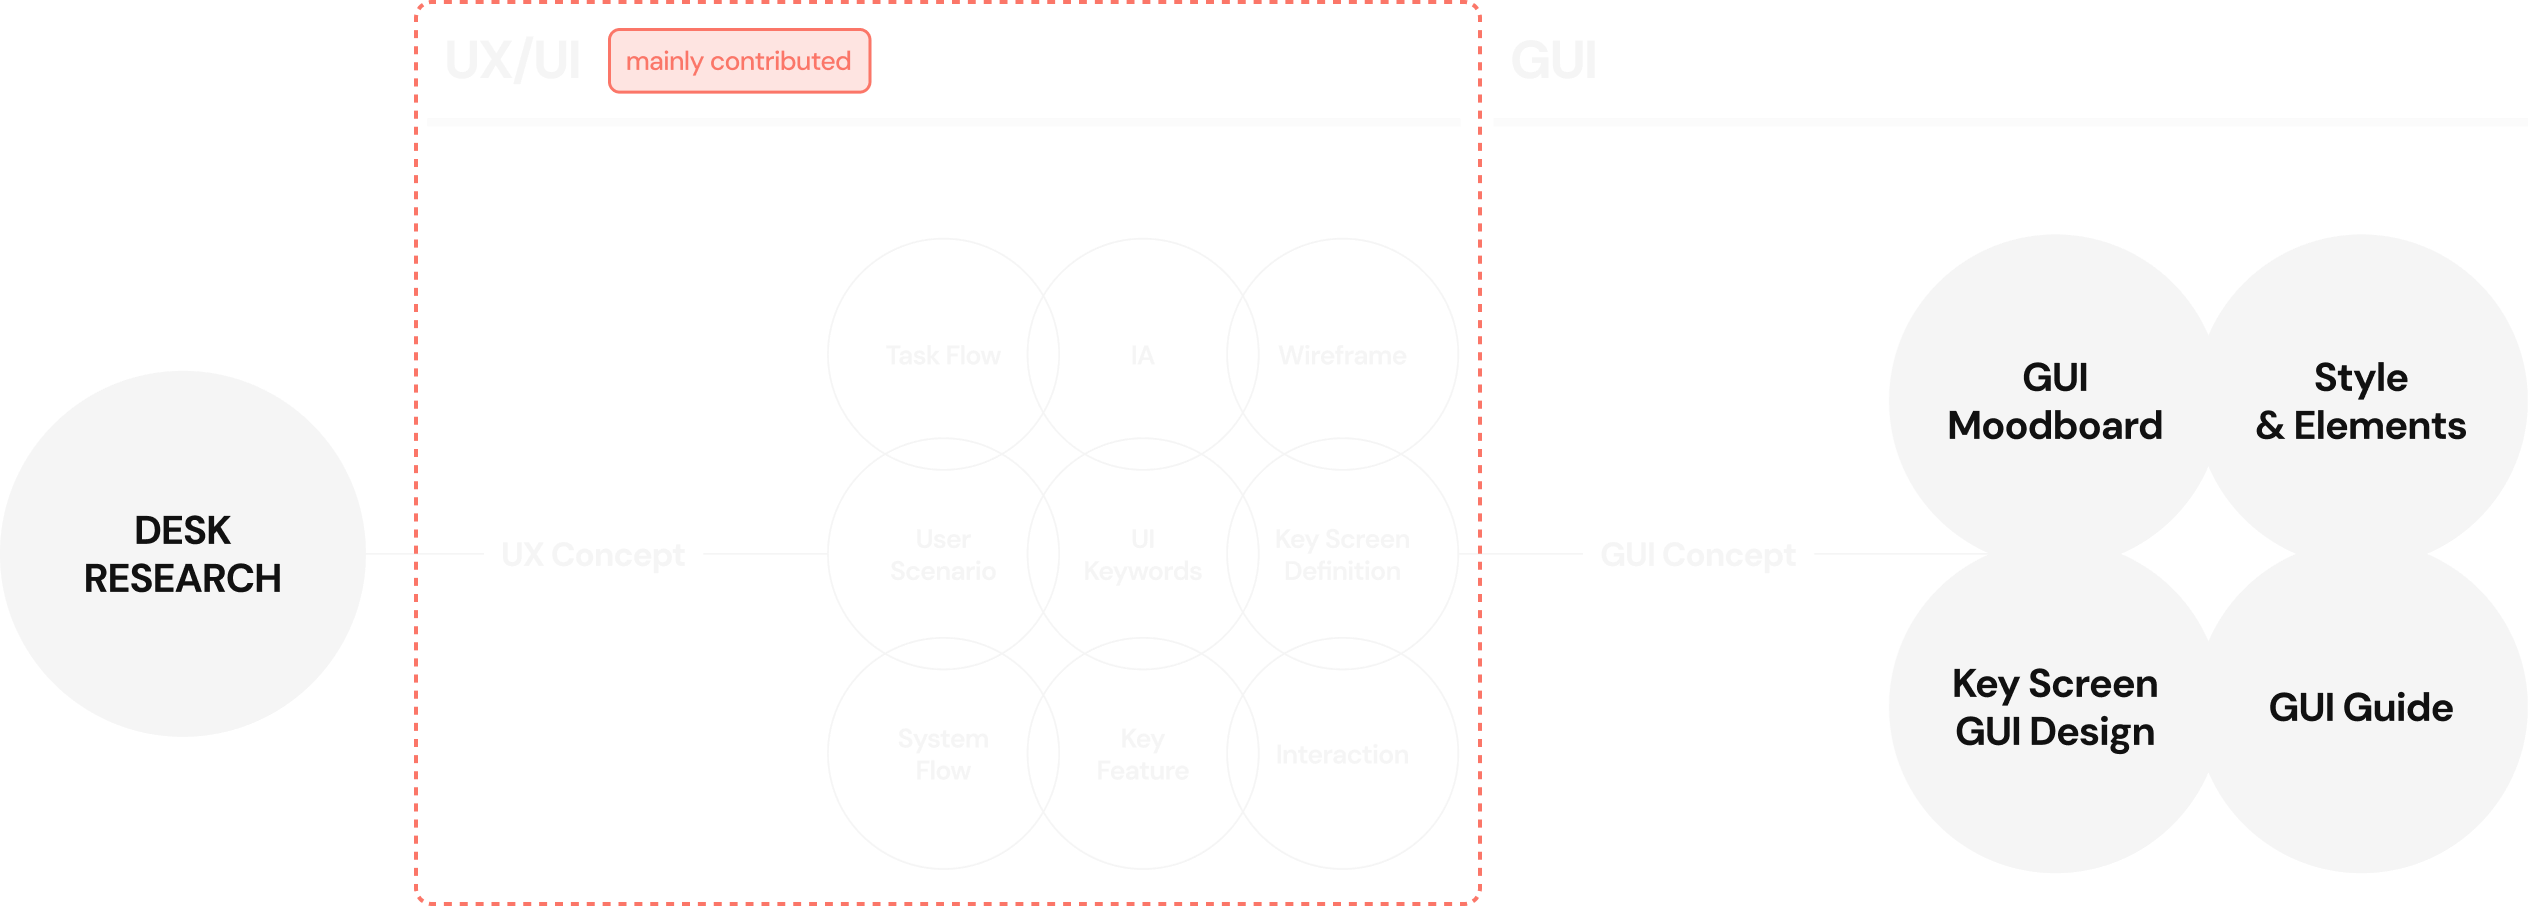 UX/UI
mainly contributed
GUI
DESK
RESEARCH
UX Concept
Task Flow
IA
Wireframe
User
Scenario
UI
Keywords
Key Screen
Definition
System
Flow
Key
Feature
Interaction
GUI Concept
GUI
Moodboard
Style
& Elements
Key Screen
GUI Design
GUI Guide